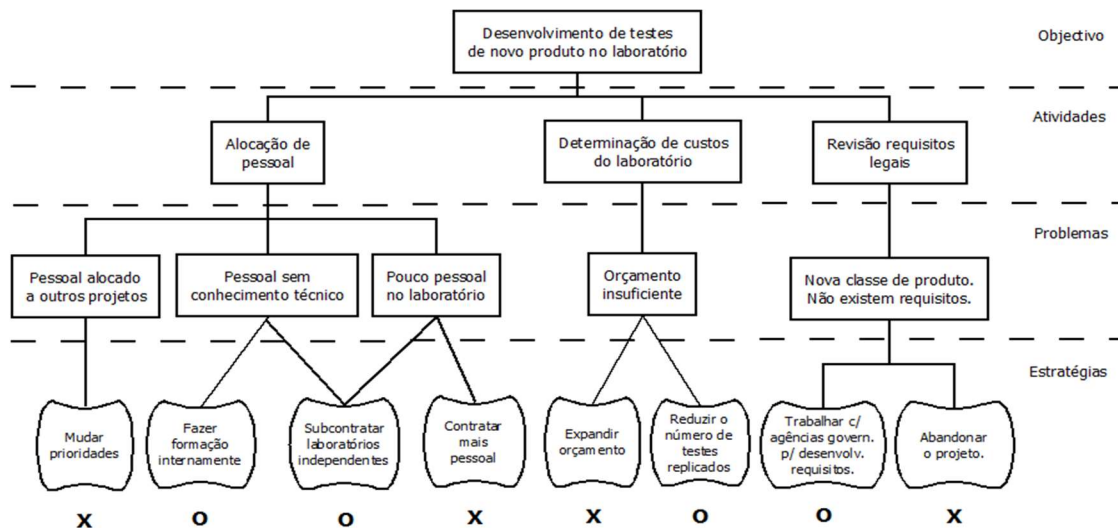 Desenvolvimento de testes
de novo produto no laboratório
Objectivo
Atividades
Alocação de
pessoal
Determinação de custos
do laboratório
Revisão requisitos
legais
Problemas
Pessoal alocado
a outros projetos
Pessoal sem
conhecimento técnico
Pouco pessoal
no laboratório
Orçamento
insuficiente
Nova classe de produto.
Não existem requisitos.
Estratégias
Mudar
prioridades
Fazer
formação
internamente
Subcontratar
laboratórios
independentes
Contratar
mais
pessoal
Expandir
orçamento
Reduzir o
número de
testes
replicados
Trabalhar c/
agências govern.
p/ desenvolv.
requisitos.
Abandonar
o projeto.
X O O X X O O X